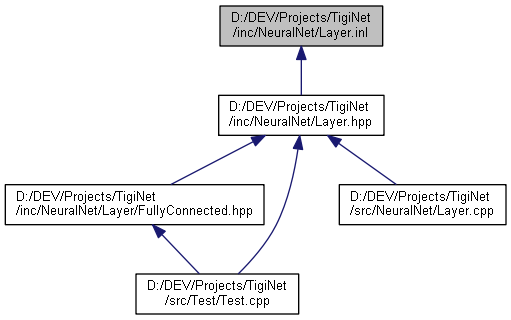 D:/DEV/Projects/TigiNet
/inc/NeuralNet/Layer.inl
D:/DEV/Projects/TigiNet
/inc/NeuralNet/Layer.hpp
D:/DEV/Projects/TigiNet
/inc/NeuralNet/Layer/FullyConnected.hpp
D:/DEV/Projects/TigiNet
/src/NeuralNet/Layer.cpp
D:/DEV/Projects/TigiNet
/src/Test/Test.cpp